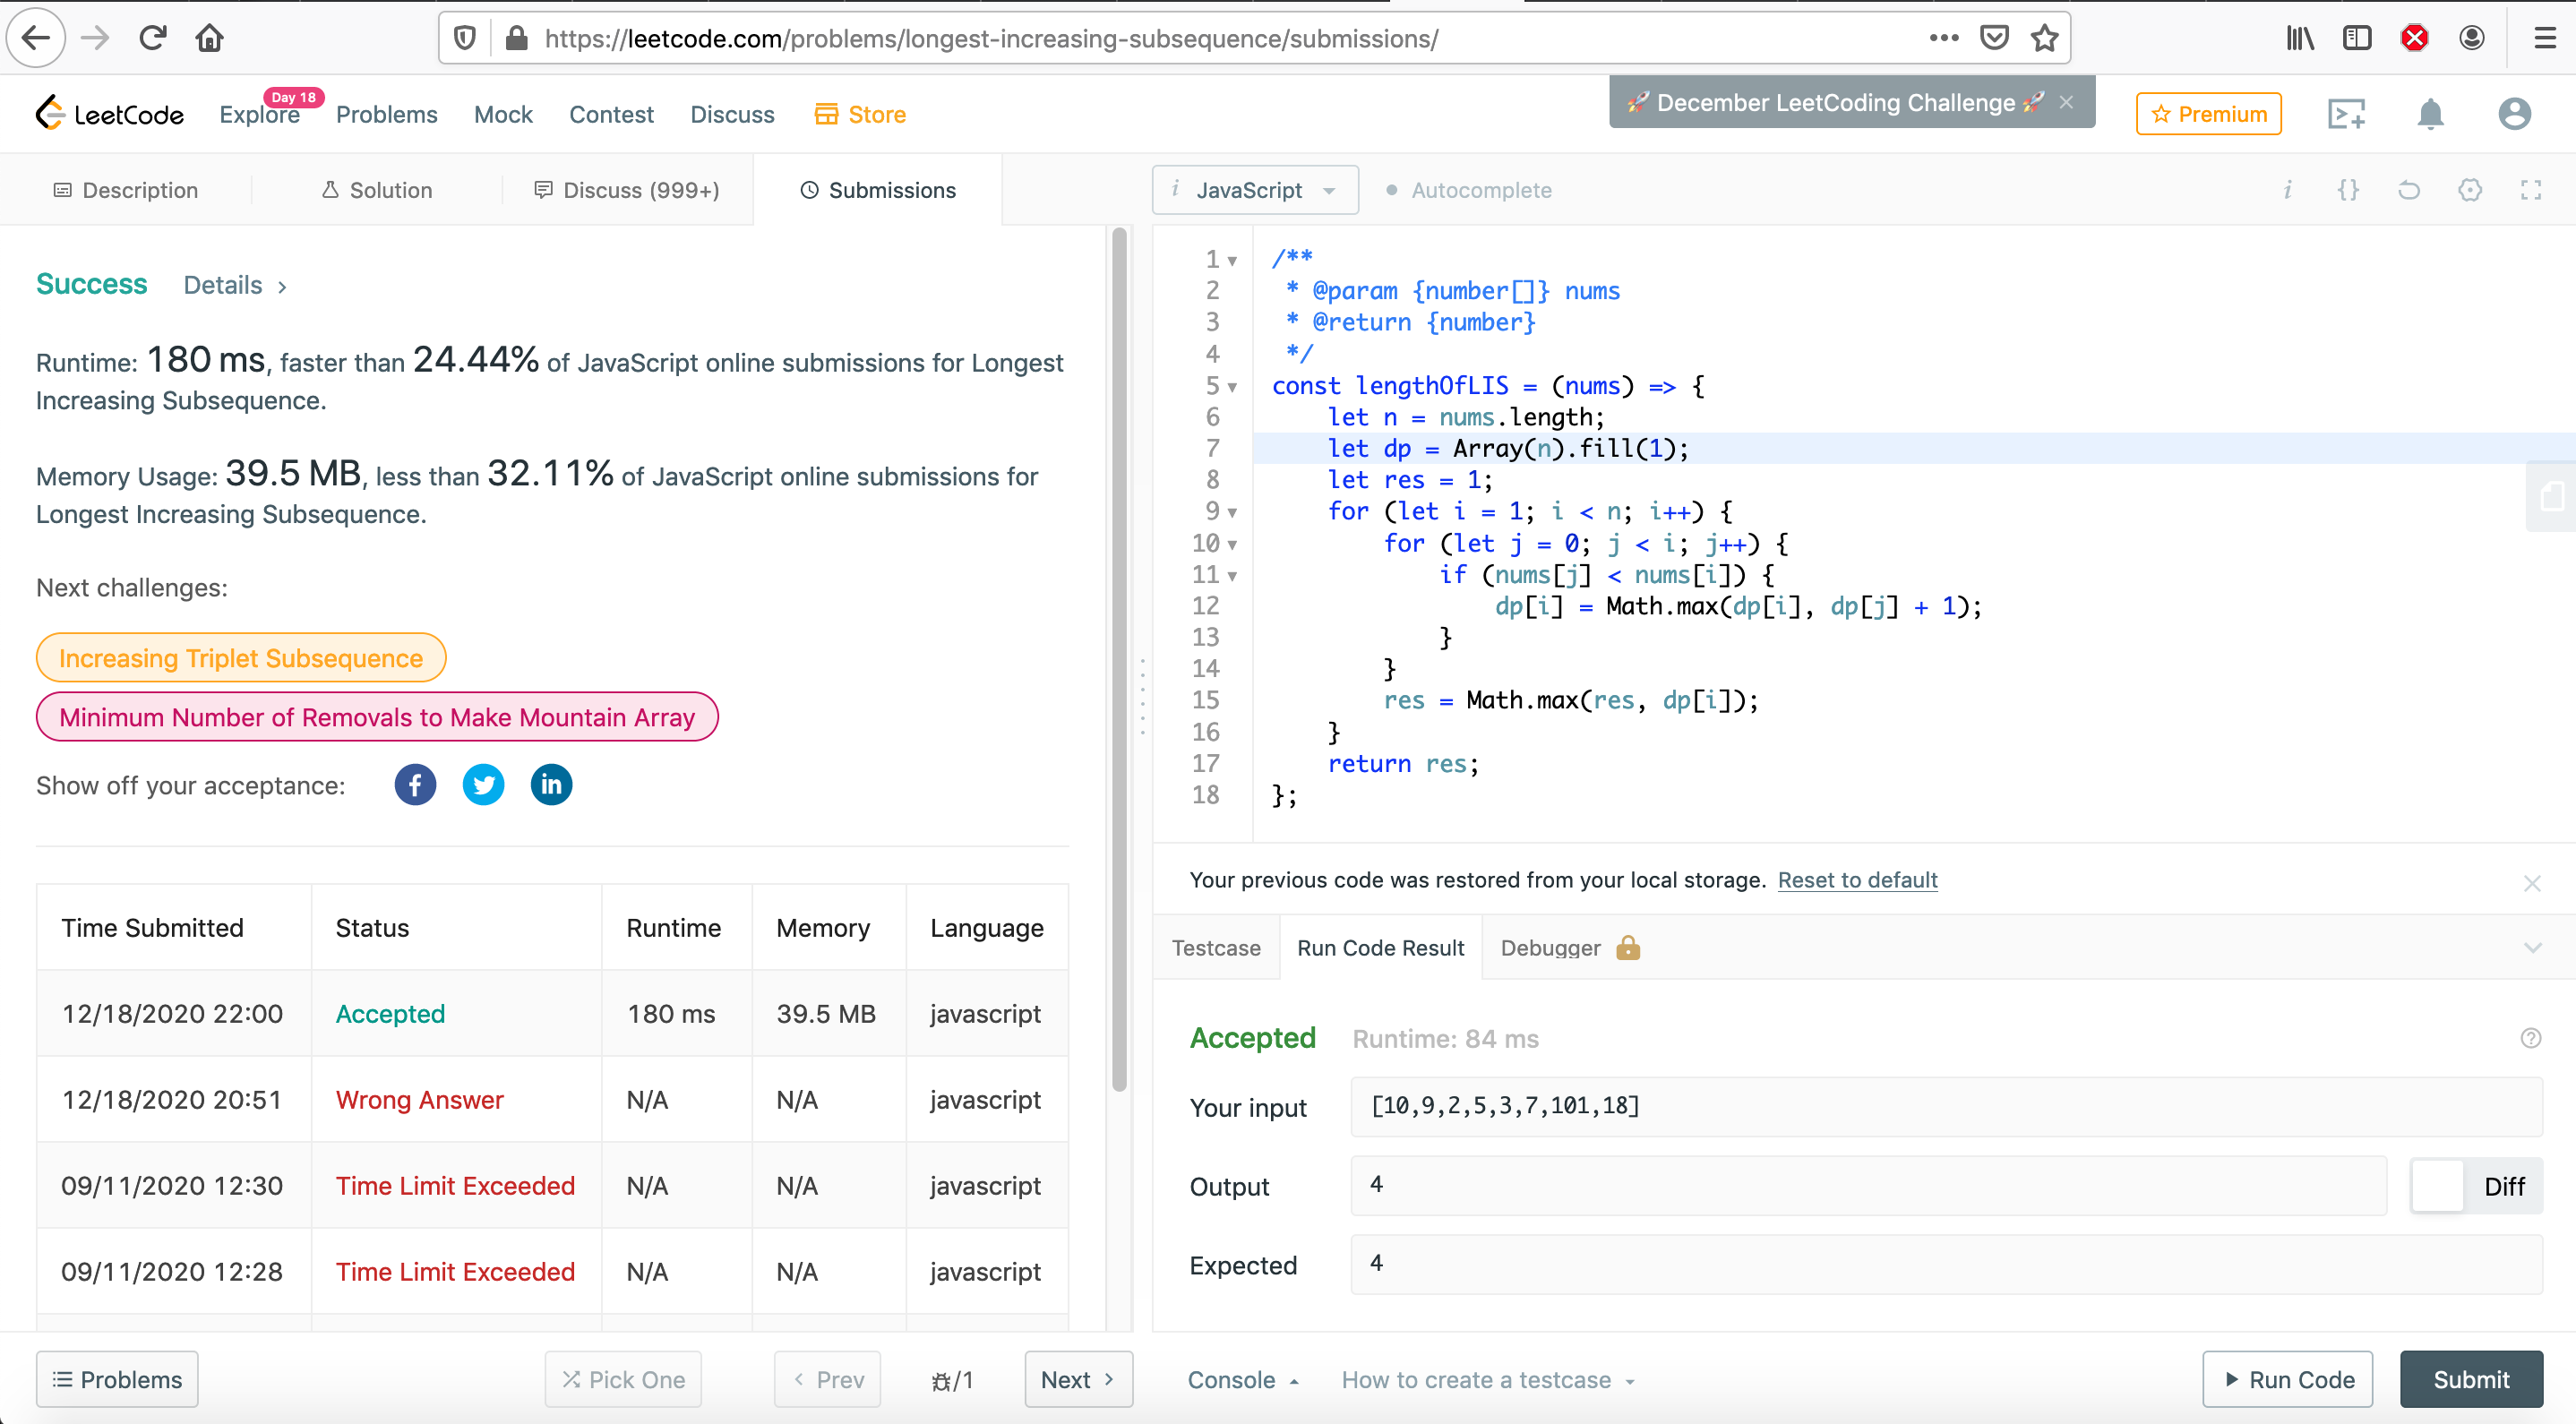 https://leetcode.com/problems/longest-increasing-subsequence/submissions/
LeetCode
Explore
Day 18
Problems
Mock
Contest
Discuss
Store
🚀 December LeetCoding Challenge 🚀 ×
Premium
Description
Solution
Discuss (999+)
Submissions
i JavaScript
Autocomplete
Success Details >
Runtime: 180 ms, faster than 24.44% of JavaScript online submissions for Longest
Increasing Subsequence.
Memory Usage: 39.5 MB, less than 32.11% of JavaScript online submissions for
Longest Increasing Subsequence.
Next challenges:
Increasing Triplet Subsequence
Minimum Number of Removals to Make Mountain Array
Show off your acceptance:
Time Submitted Status Runtime Memory Language
12/18/2020 22:00 Accepted 180 ms 39.5 MB javascript
12/18/2020 20:51 Wrong Answer N/A N/A javascript
09/11/2020 12:30 Time Limit Exceeded N/A N/A javascript
09/11/2020 12:28 Time Limit Exceeded N/A N/A javascript
1 /**
2 * @param {number[]} nums
3 * @return {number}
4 */
5 const lengthOfLIS = (nums) => {
6 let n = nums.length;
7 let dp = Array(n).fill(1);
8 let res = 1;
9 for (let i = 1; i < n; i++) {
10 for (let j = 0; j < i; j++) {
11 if (nums[j] < nums[i]) {
12 dp[i] = Math.max(dp[i], dp[j] + 1);
13 }
14 }
15 res = Math.max(res, dp[i]);
16 }
17 return res;
18 };
Your previous code was restored from your local storage. Reset to default
Testcase
Run Code Result
Debugger
Accepted Runtime: 84 ms
Your input [10,9,2,5,3,7,101,18]
Output 4
Diff
Expected 4
Problems
Pick One
< Prev
/1
Next >
Console
How to create a testcase
Run Code
Submit